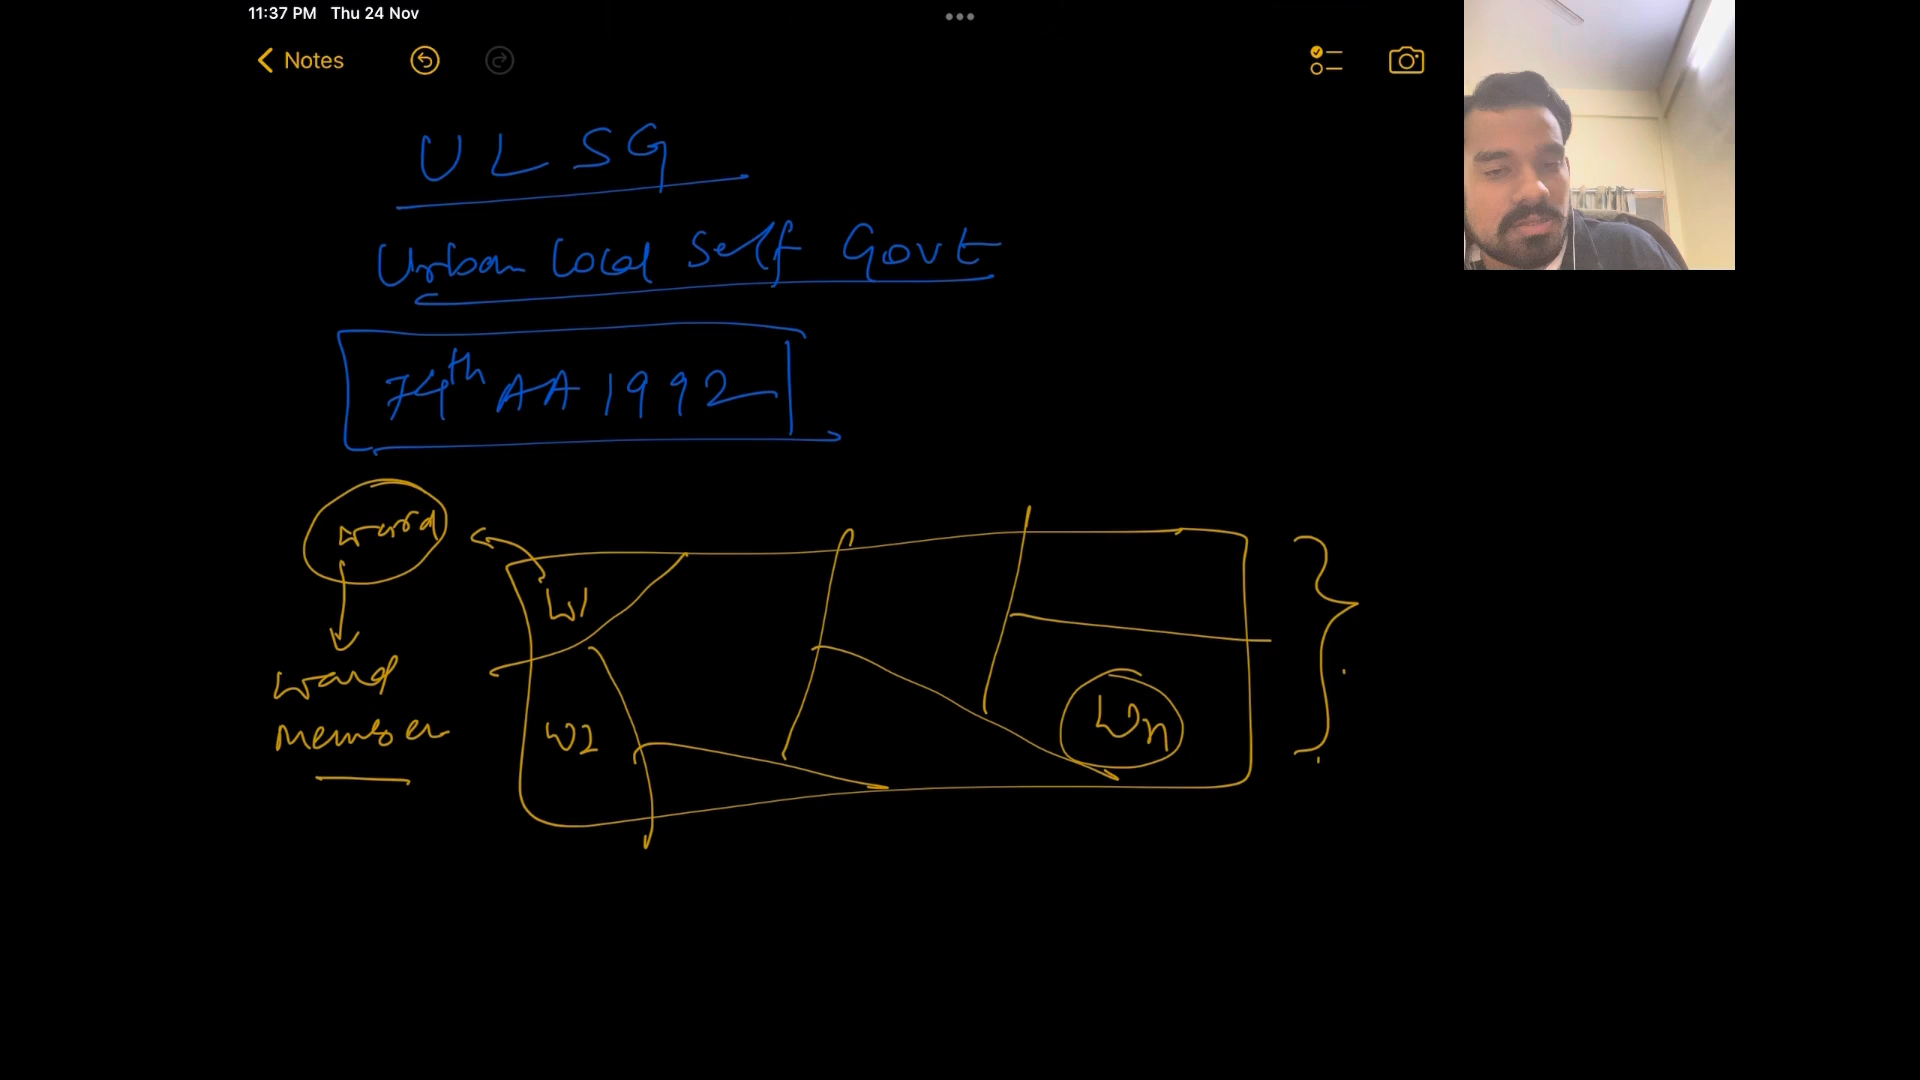 11:37 PM Thu 24 Nov
Notes
ULSG
Urban Local Self Govt
74th AA 1992
ward
ward
member
W1
W2
Wn